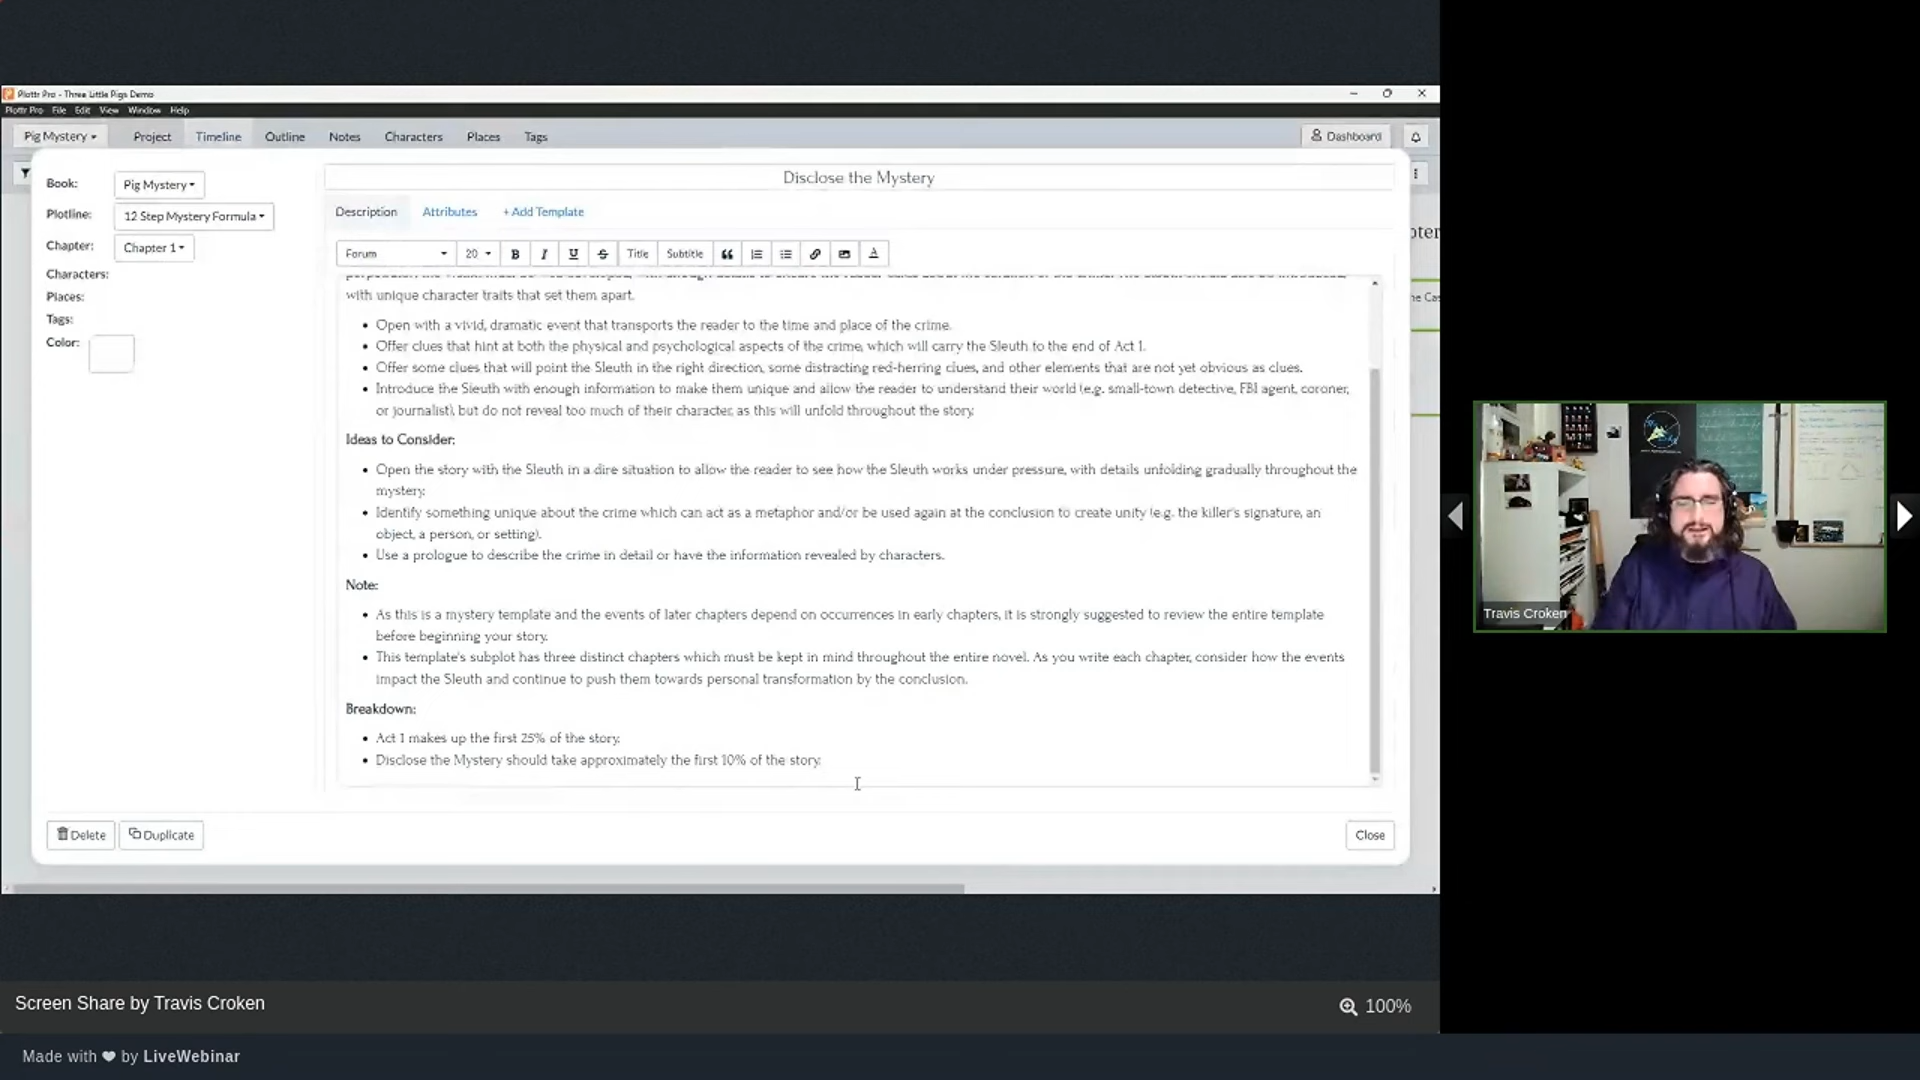 Plottr Pro - Three Little Pigs Demo
Plottr Pro File Edit View Window Help
Pig Mystery Project Timeline Outline Notes Characters Places Tags Dashboard
Book: Pig Mystery
Plotline: 12 Step Mystery Formula
Chapter: Chapter 1
Characters:
Places:
Tags:
Color:
Disclose the Mystery
Description Attributes + Add Template
Forum 20 B I U S Title Subtitle
with unique character traits that set them apart.
• Open with a vivid, dramatic event that transports the reader to the time and place of the crime.
• Offer clues that hint at both the physical and psychological aspects of the crime, which will carry the Sleuth to the end of Act 1.
• Offer some clues that will point the Sleuth in the right direction, some distracting red-herring clues, and other elements that are not yet obvious as clues.
• Introduce the Sleuth with enough information to make them unique and allow the reader to understand their world (e.g. small-town detective, FBI agent, coroner,
or journalist), but do not reveal too much of their character, as this will unfold throughout the story.
Ideas to Consider:
• Open the story with the Sleuth in a dire situation to allow the reader to see how the Sleuth works under pressure, with details unfolding gradually throughout the
mystery.
• Identify something unique about the crime which can act as a metaphor and/or be used again at the conclusion to create unity (e.g. the killer's signature, an
object, a person, or setting).
• Use a prologue to describe the crime in detail or have the information revealed by characters.
Note:
• As this is a mystery template and the events of later chapters depend on occurrences in early chapters, it is strongly suggested to review the entire template
before beginning your story.
• This template's subplot has three distinct chapters which must be kept in mind throughout the entire novel. As you write each chapter, consider how the events
impact the Sleuth and continue to push them towards personal transformation by the conclusion.
Breakdown:
• Act 1 makes up the first 25% of the story.
• Disclose the Mystery should take approximately the first 10% of the story.
Delete Duplicate Close
Travis Croken
Screen Share by Travis Croken
100%
Made with ❤ by LiveWebinar